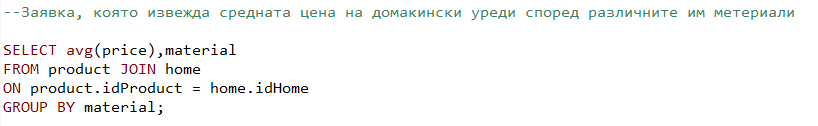 --Заявка, която извежда средната цена на домакински уреди според различните им метериали
SELECT avg(price),material
FROM product JOIN home
ON product.idProduct = home.idHome
GROUP BY material;